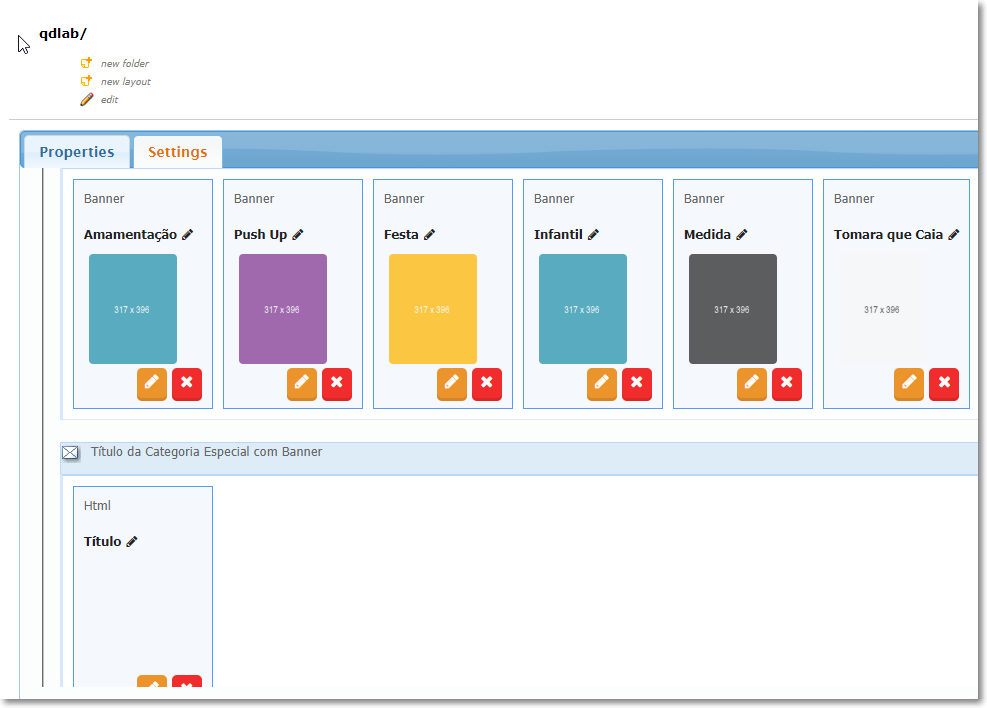 qdlab/
new folder
new layout
edit
Properties Settings
Banner Banner Banner Banner Banner Banner
Amamentação Push Up Festa Infantil Medida Tomara que Caia
317 x 396 317 x 396 317 x 396 317 x 396 317 x 396 317 x 396
Título da Categoria Especial com Banner
Html
Título